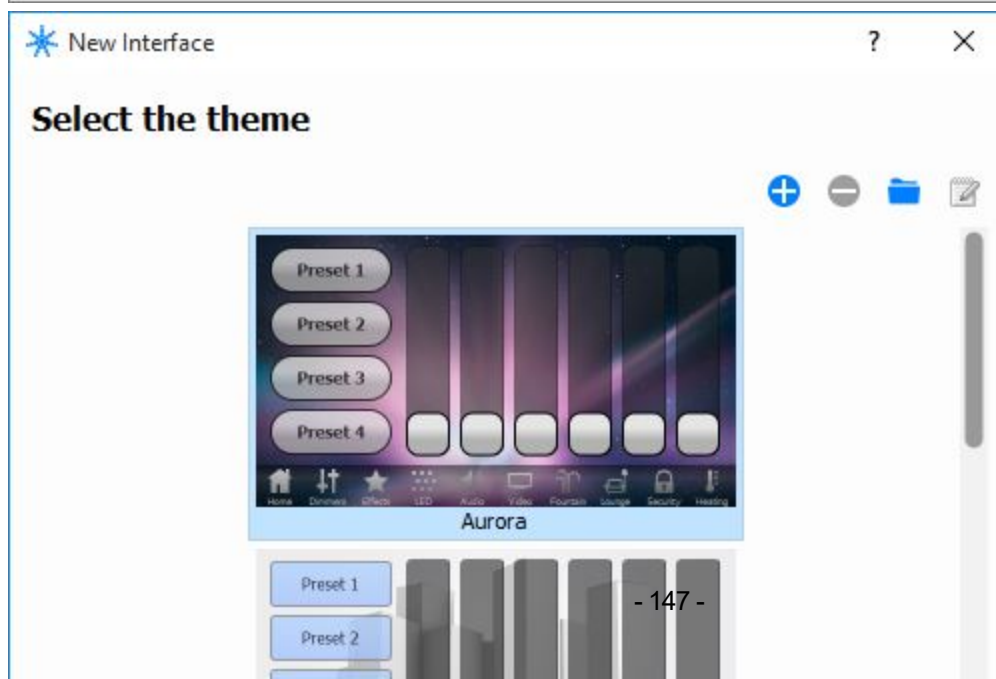 New Interface
?
Select the theme
Preset 1
Preset 2
Preset 3
Preset 4
Home Dimmers Effects LED Audio Video Fountain Lounge Security Heating
Aurora
Preset 1
- 147 -
Preset 2